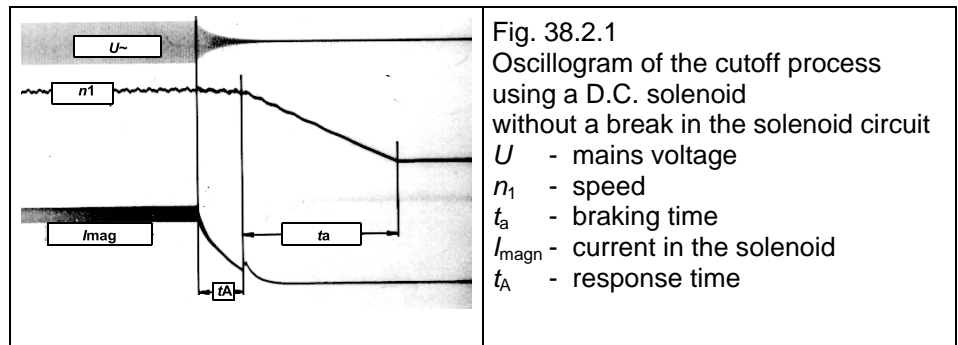 U~
n1
Imag
ta
tA
Fig. 38.2.1
Oscillogram of the cutoff process
using a D.C. solenoid
without a break in the solenoid circuit
U - mains voltage
n1 - speed
ta - braking time
Imagn - current in the solenoid
tA - response time